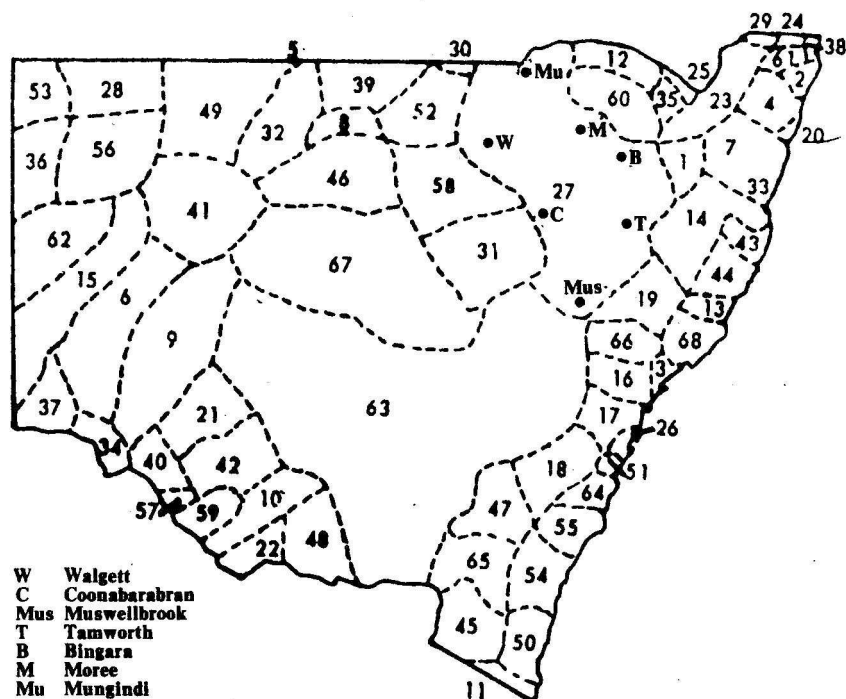 29 24
5 30 38
53 28 39 Mu 12 25 6 2
49 60 35 23 4
32 8 52 M 20
36 56 W B 1 7
46 58 27 33
41 C T 14
62 67 31 43
15 44
6 Mus 19 13
9 66 68
3
16
37 21 63 17
34 26
40 42 18 51
57 59 10 47 64
22 48 55
65 54
45 50
11
W Walgett
C Coonabarabran
Mus Muswellbrook
T Tamworth
B Bingara
M Moree
Mu Mungindi